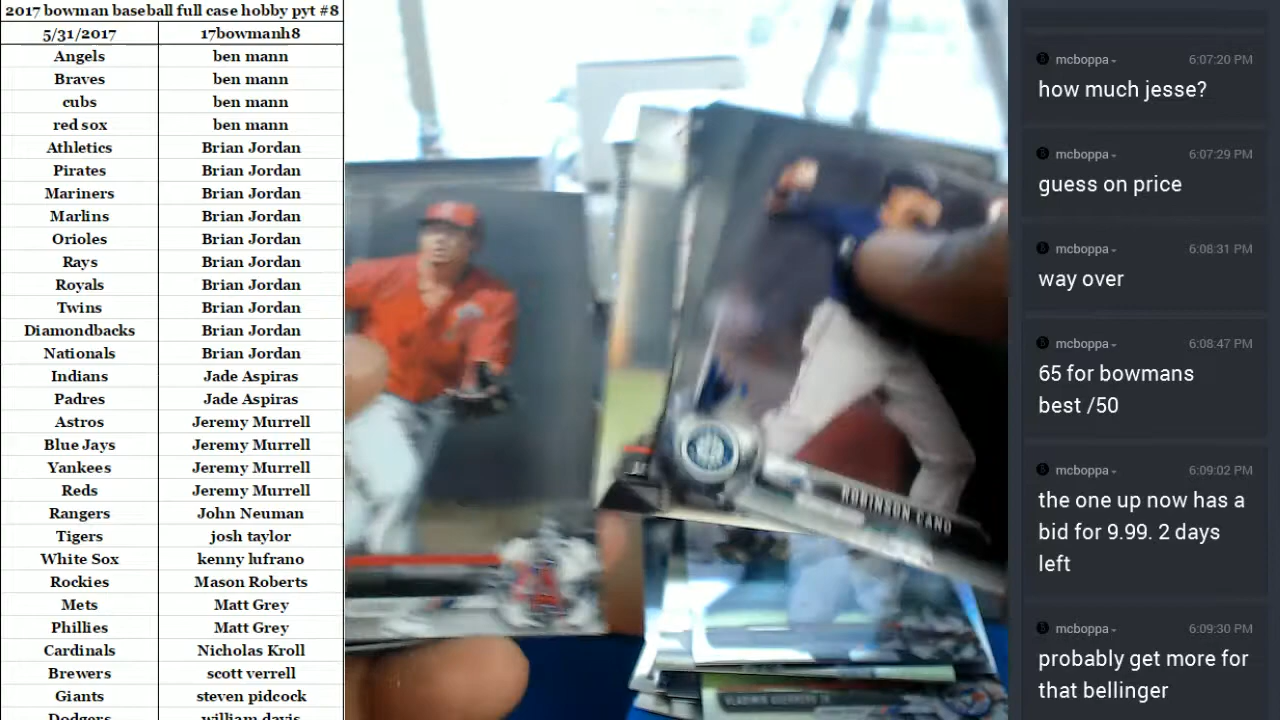 2017 bowman baseball full case hobby pyt #8
5/31/2017 17bowmanh8
Angels ben mann
Braves ben mann
cubs ben mann
red sox ben mann
Athletics Brian Jordan
Pirates Brian Jordan
Mariners Brian Jordan
Marlins Brian Jordan
Orioles Brian Jordan
Rays Brian Jordan
Royals Brian Jordan
Twins Brian Jordan
Diamondbacks Brian Jordan
Nationals Brian Jordan
Indians Jade Aspiras
Padres Jade Aspiras
Astros Jeremy Murrell
Blue Jays Jeremy Murrell
Yankees Jeremy Murrell
Reds Jeremy Murrell
Rangers John Neuman
Tigers josh taylor
White Sox kenny lufrano
Rockies Mason Roberts
Mets Matt Grey
Phillies Matt Grey
Cardinals Nicholas Kroll
Brewers scott verrell
Giants steven pidcock
Dodgers william davis
ROBINSON CANO
VLADIMIR GUERRERO JR.
mcboppa 6:07:20 PM
how much jesse?
mcboppa 6:07:29 PM
guess on price
mcboppa 6:08:31 PM
way over
mcboppa 6:08:47 PM
65 for bowmans
best /50
mcboppa 6:09:02 PM
the one up now has a
bid for 9.99. 2 days
left
mcboppa 6:09:30 PM
probably get more for
that bellinger